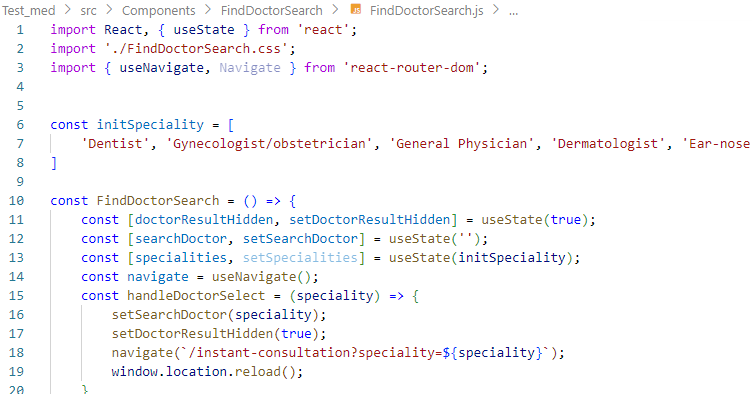 Test_med > src > Components > FindDoctorSearch > JS FindDoctorSearch.js > ...
1 import React, { useState } from 'react';
2 import './FindDoctorSearch.css';
3 import { useNavigate, Navigate } from 'react-router-dom';
4
5
6 const initSpeciality = [
7     'Dentist', 'Gynecologist/obstetrician', 'General Physician', 'Dermatologist', 'Ear-nose
8 ]
9
10 const FindDoctorSearch = () => {
11     const [doctorResultHidden, setDoctorResultHidden] = useState(true);
12     const [searchDoctor, setSearchDoctor] = useState('');
13     const [specialities, setSpecialities] = useState(initSpeciality);
14     const navigate = useNavigate();
15     const handleDoctorSelect = (speciality) => {
16         setSearchDoctor(speciality);
17         setDoctorResultHidden(true);
18         navigate(`/instant-consultation?speciality=${speciality}`);
19         window.location.reload();
20     }